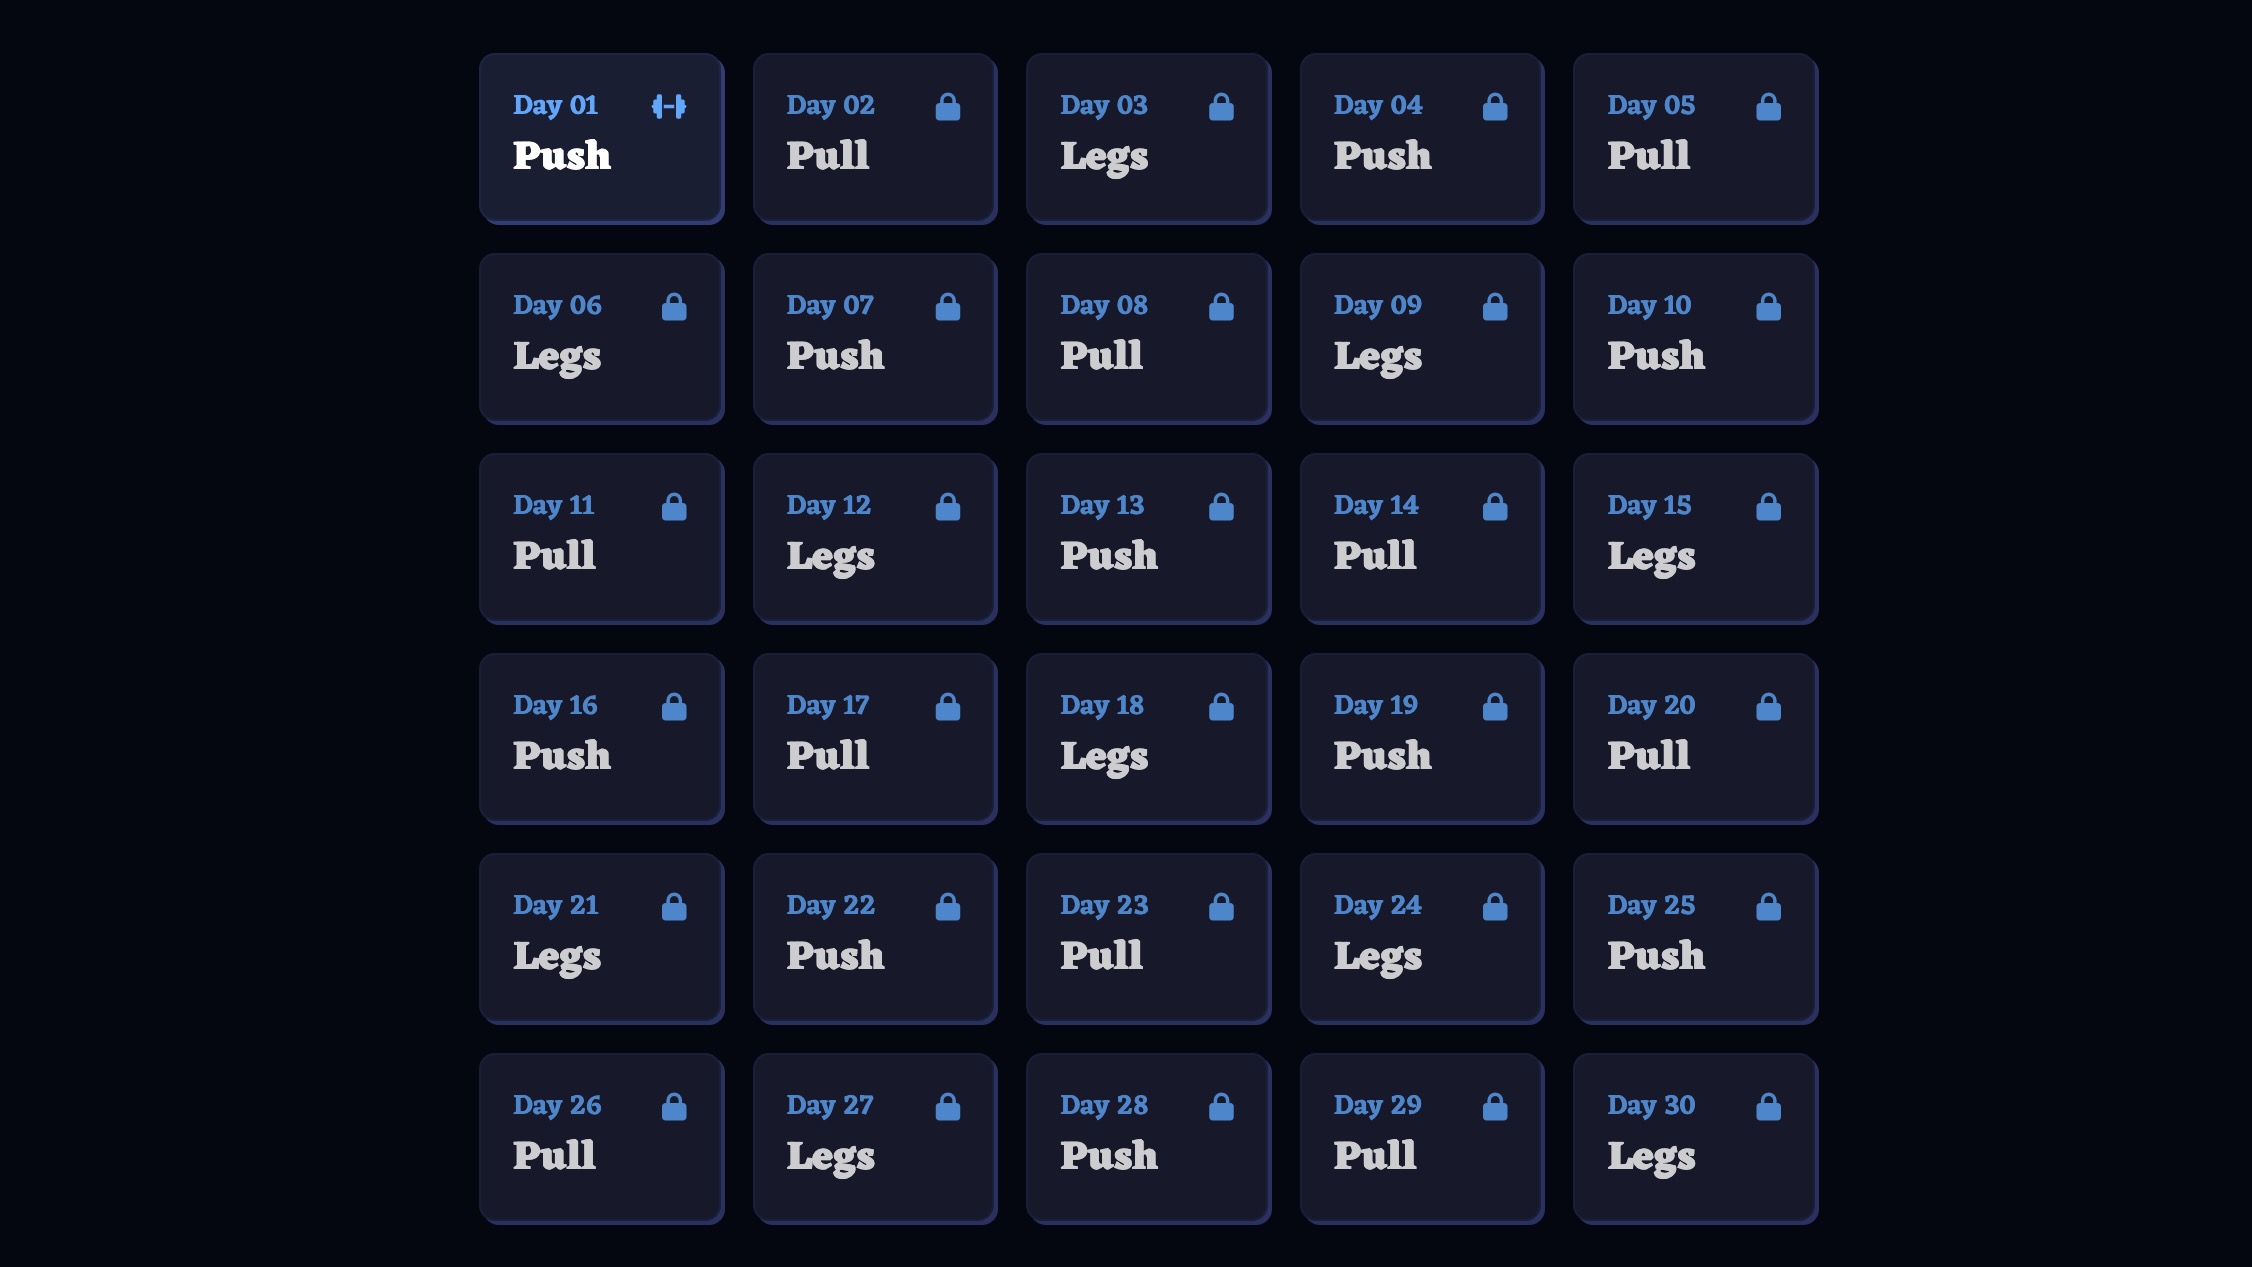 Day 01
Push
Day 02
Pull
Day 03
Legs
Day 04
Push
Day 05
Pull
Day 06
Legs
Day 07
Push
Day 08
Pull
Day 09
Legs
Day 10
Push
Day 11
Pull
Day 12
Legs
Day 13
Push
Day 14
Pull
Day 15
Legs
Day 16
Push
Day 17
Pull
Day 18
Legs
Day 19
Push
Day 20
Pull
Day 21
Legs
Day 22
Push
Day 23
Pull
Day 24
Legs
Day 25
Push
Day 26
Pull
Day 27
Legs
Day 28
Push
Day 29
Pull
Day 30
Legs